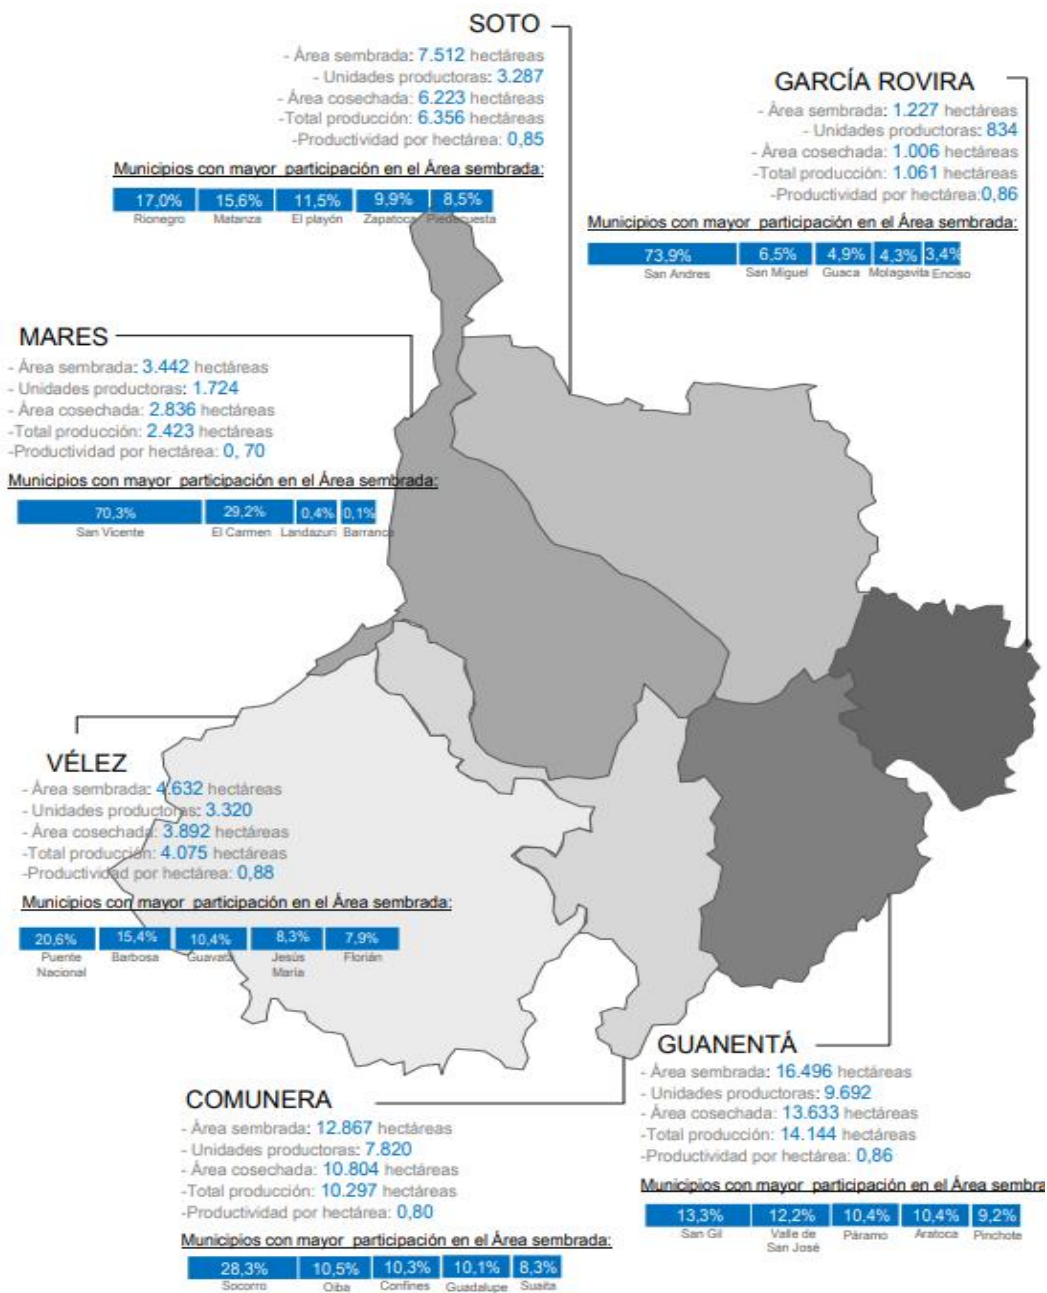 SOTO
- Área sembrada: 7.512 hectáreas
- Unidades productoras: 3.287
- Área cosechada: 6.223 hectáreas
-Total producción: 6.356 hectáreas
-Productividad por hectárea: 0,85
Municipios con mayor participación en el Área sembrada:
17,0% 15,6% 11,5% 9,9% 8,5%
Rionegro Matanza El playón Zapatoca Piedecuesta
GARCÍA ROVIRA
- Área sembrada: 1.227 hectáreas
- Unidades productoras: 834
- Área cosechada: 1.006 hectáreas
-Total producción: 1.061 hectáreas
-Productividad por hectárea:0,86
Municipios con mayor participación en el Área sembrada:
73,9% 6,5% 4,9% 4,3% 3,4%
San Andres San Miguel Guaca Molagavita Enciso
MARES
- Área sembrada: 3.442 hectáreas
- Unidades productoras: 1.724
- Área cosechada: 2.836 hectáreas
-Total producción: 2.423 hectáreas
-Productividad por hectárea: 0, 70
Municipios con mayor participación en el Área sembrada:
70,3% 29,2% 0,4% 0,1%
San Vicente El Carmen Landazuri Barranca
VÉLEZ
- Área sembrada: 4.632 hectáreas
- Unidades productoras: 3.320
- Área cosechada: 3.892 hectáreas
-Total producción: 4.075 hectáreas
-Productividad por hectárea: 0,88
Municipios con mayor participación en el Área sembrada:
20,6% 15,4% 10,4% 8,3% 7,9%
Puente Barbosa Guavatá Jesús Florián
Nacional María
GUANENTÁ
- Área sembrada: 16.496 hectáreas
- Unidades productoras: 9.692
- Área cosechada: 13.633 hectáreas
-Total producción: 14.144 hectáreas
-Productividad por hectárea: 0,86
Municipios con mayor participación en el Área sembra
13,3% 12,2% 10,4% 10,4% 9,2%
San Gil Valle de Páramo Aratoca Pinchote
San José
COMUNERA
- Área sembrada: 12.867 hectáreas
- Unidades productoras: 7.820
- Área cosechada: 10.804 hectáreas
-Total producción: 10.297 hectáreas
-Productividad por hectárea: 0,80
Municipios con mayor participación en el Área sembrada:
28,3% 10,5% 10,3% 10,1% 8,3%
Socorro Oiba Confines Guadalupe Suaita